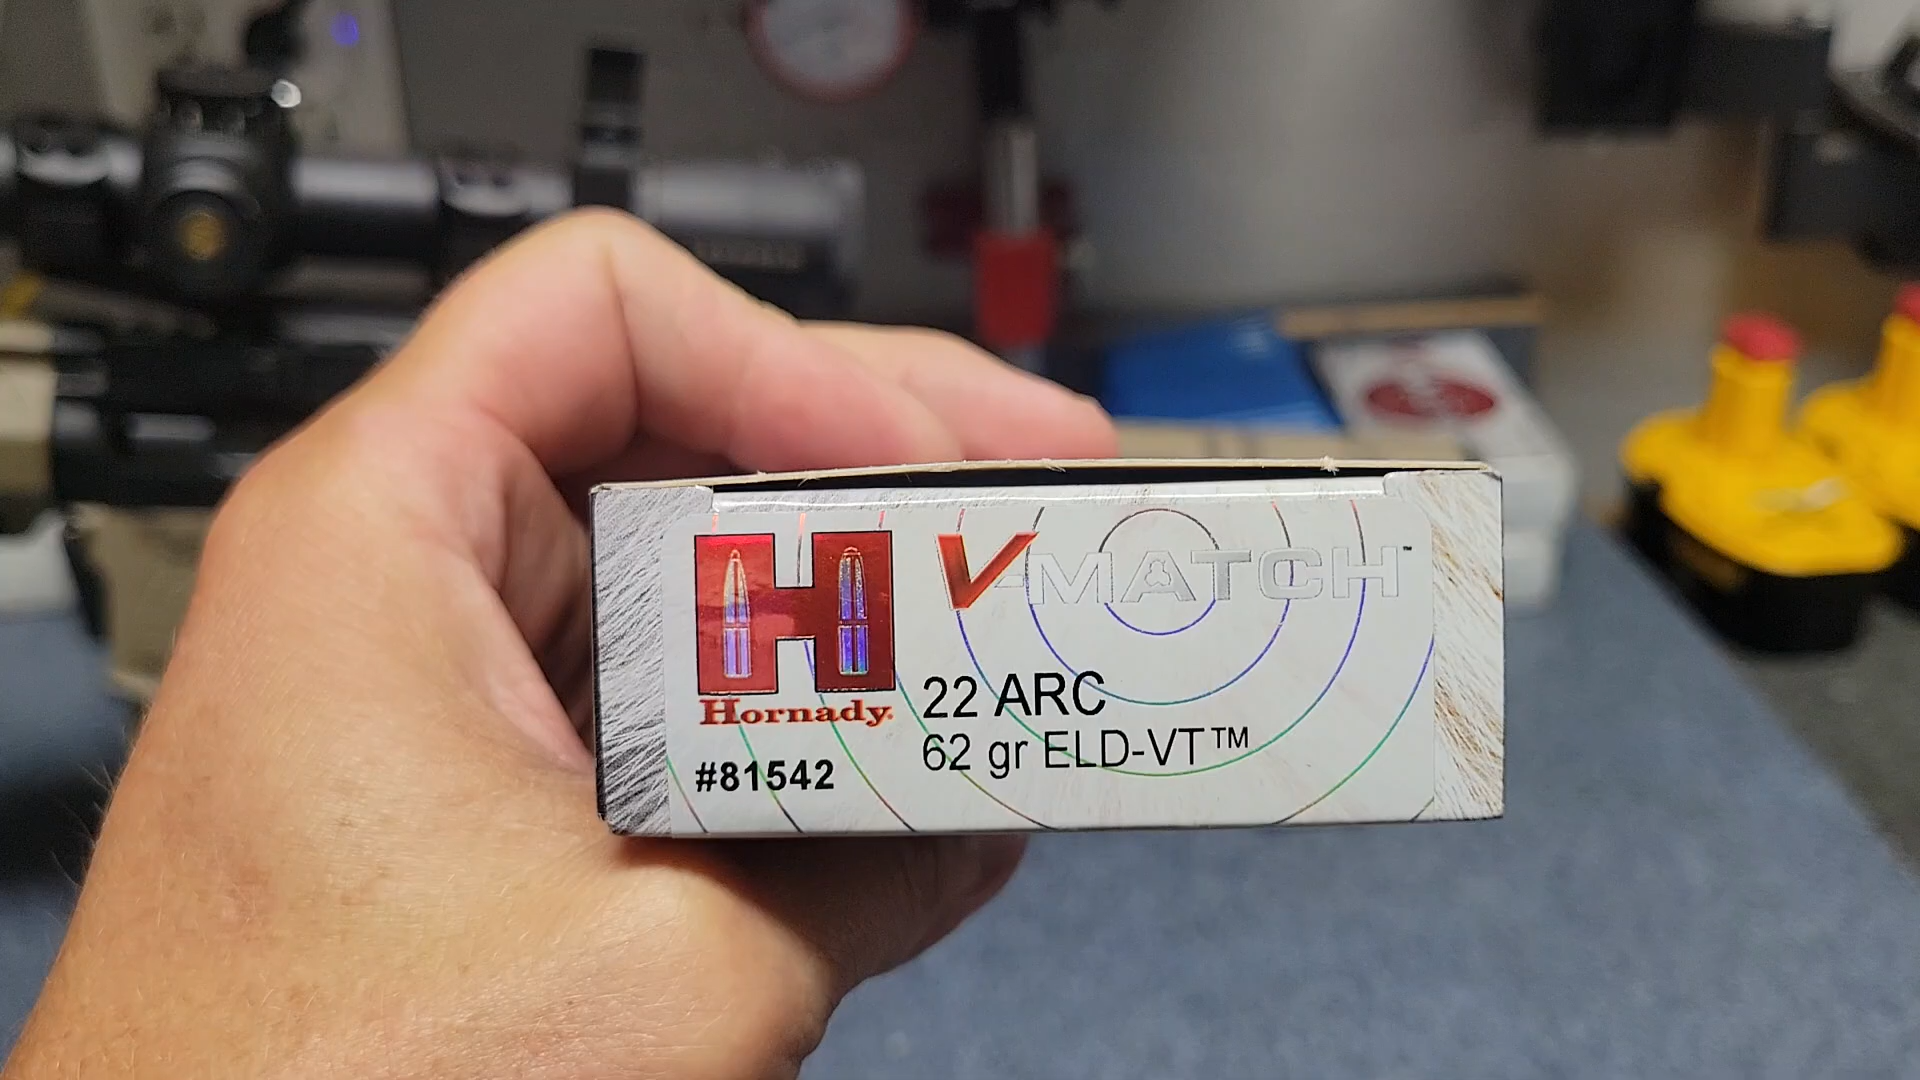 V-MATCH™
Hornady®
22 ARC
62 gr ELD-VT™
#81542